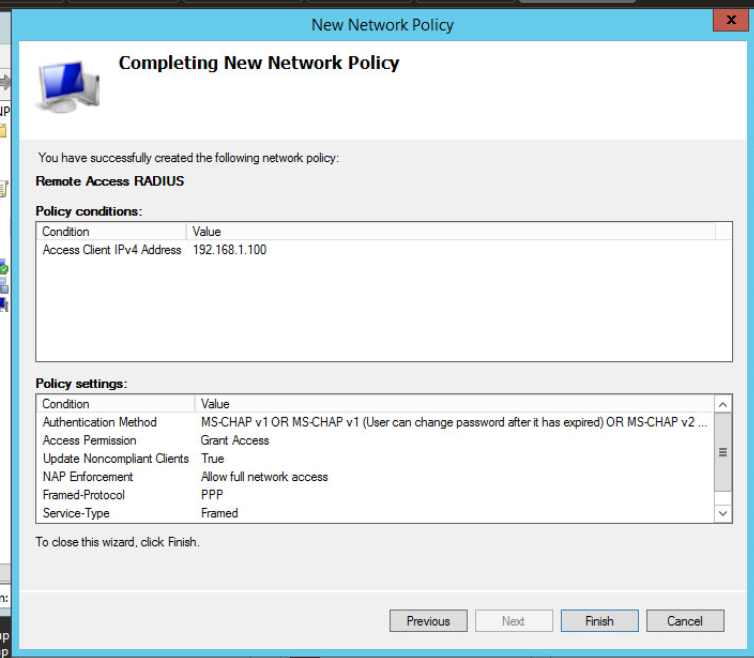 New Network Policy
x
Completing New Network Policy
You have successfully created the following network policy:
Remote Access RADIUS
Policy conditions:
Condition Value
Access Client IPv4 Address 192.168.1.100
Policy settings:
Condition Value
Authentication Method MS-CHAP v1 OR MS-CHAP v1 (User can change password after it has expired) OR MS-CHAP v2 ...
Access Permission Grant Access
Update Noncompliant Clients True
NAP Enforcement Allow full network access
Framed-Protocol PPP
Service-Type Framed
To close this wizard, click Finish.
Previous Next Finish Cancel